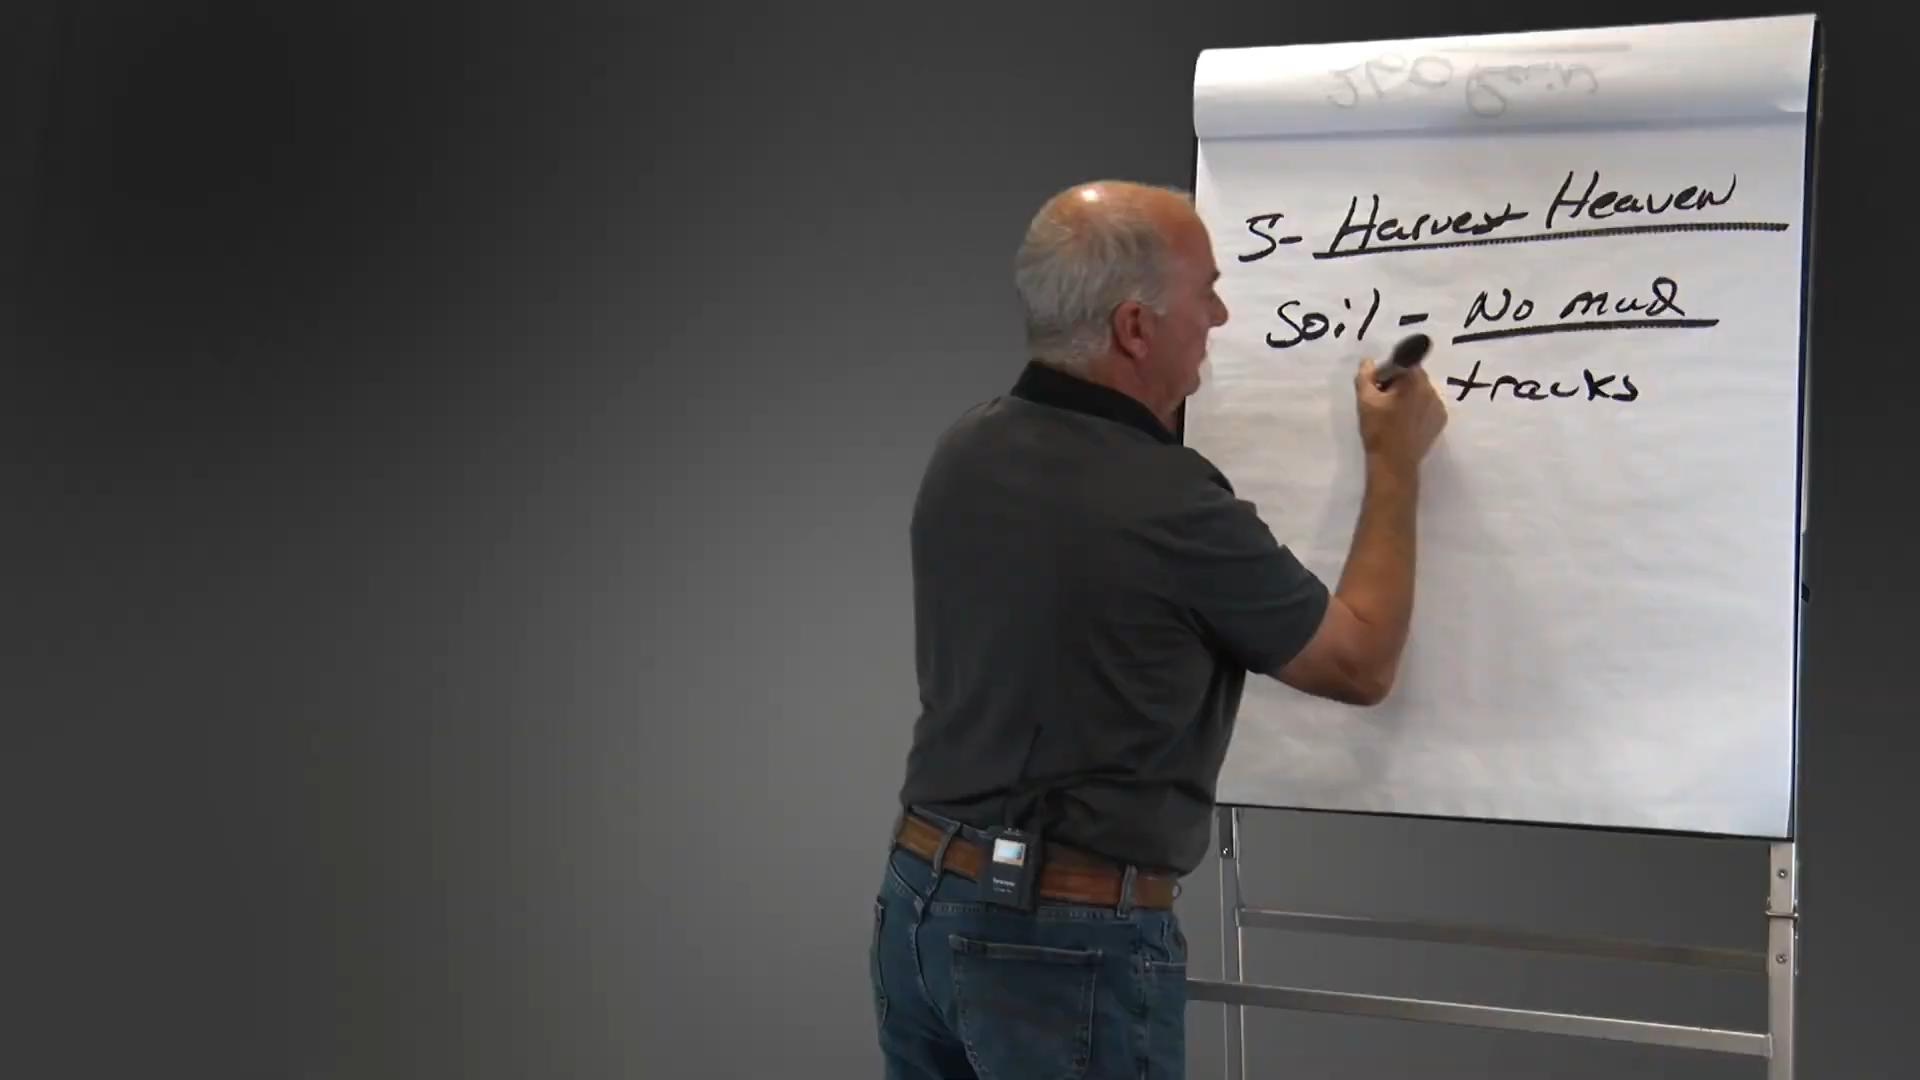 5- Harvest Heaven
Soil - No mud
tracks